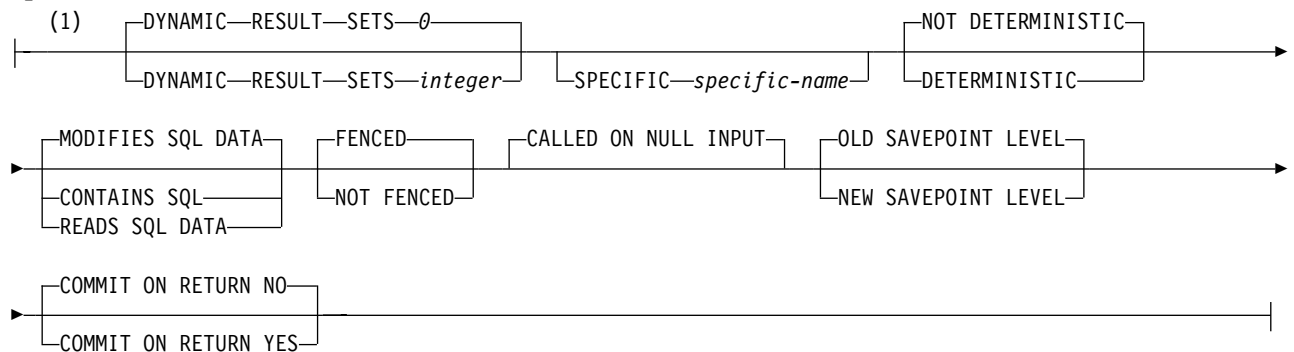 (1)
DYNAMIC RESULT SETS 0
NOT DETERMINISTIC
DYNAMIC RESULT SETS integer
SPECIFIC specific-name
DETERMINISTIC
MODIFIES SQL DATA
FENCED
CALLED ON NULL INPUT
OLD SAVEPOINT LEVEL
CONTAINS SQL
NOT FENCED
NEW SAVEPOINT LEVEL
READS SQL DATA
COMMIT ON RETURN NO
COMMIT ON RETURN YES